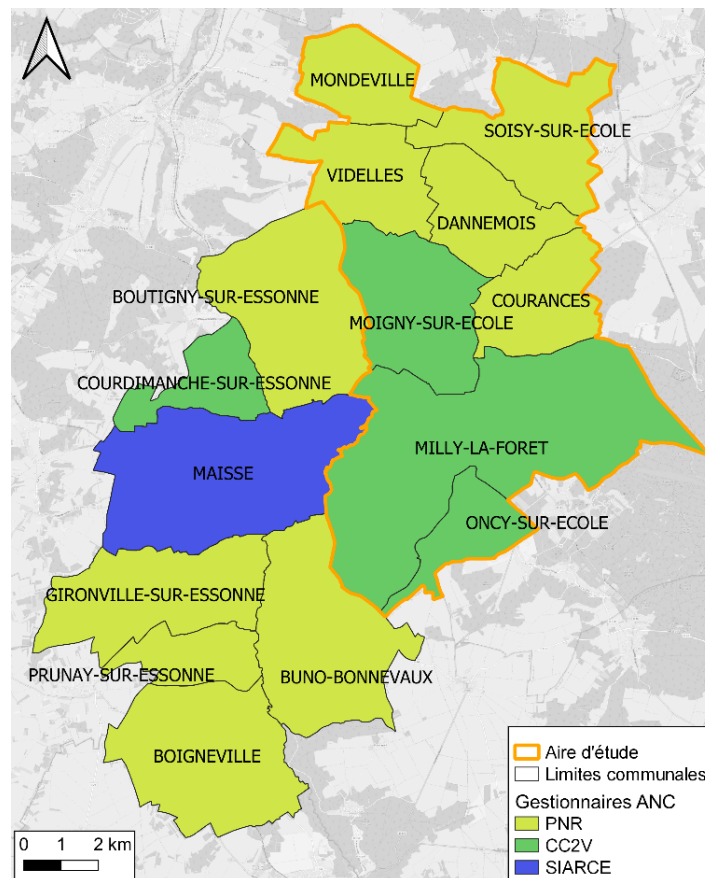 MONDEVILLE
SOISY-SUR-ECOLE
VIDELLES
DANNEMOIS
BOUTIGNY-SUR-ESSONNE
COURANCES
MOIGNY-SUR-ECOLE
COURDIMANCHE-SUR-ESSONNE
MILLY-LA-FORET
MAISSE
ONCY-SUR-ECOLE
GIRONVILLE-SUR-ESSONNE
PRUNAY-SUR-ESSONNE
BUNO-BONNEVAUX
BOIGNEVILLE
Aire d'étude
Limites communales
Gestionnaires ANC
PNR
CC2V
SIARCE
0 1 2 km